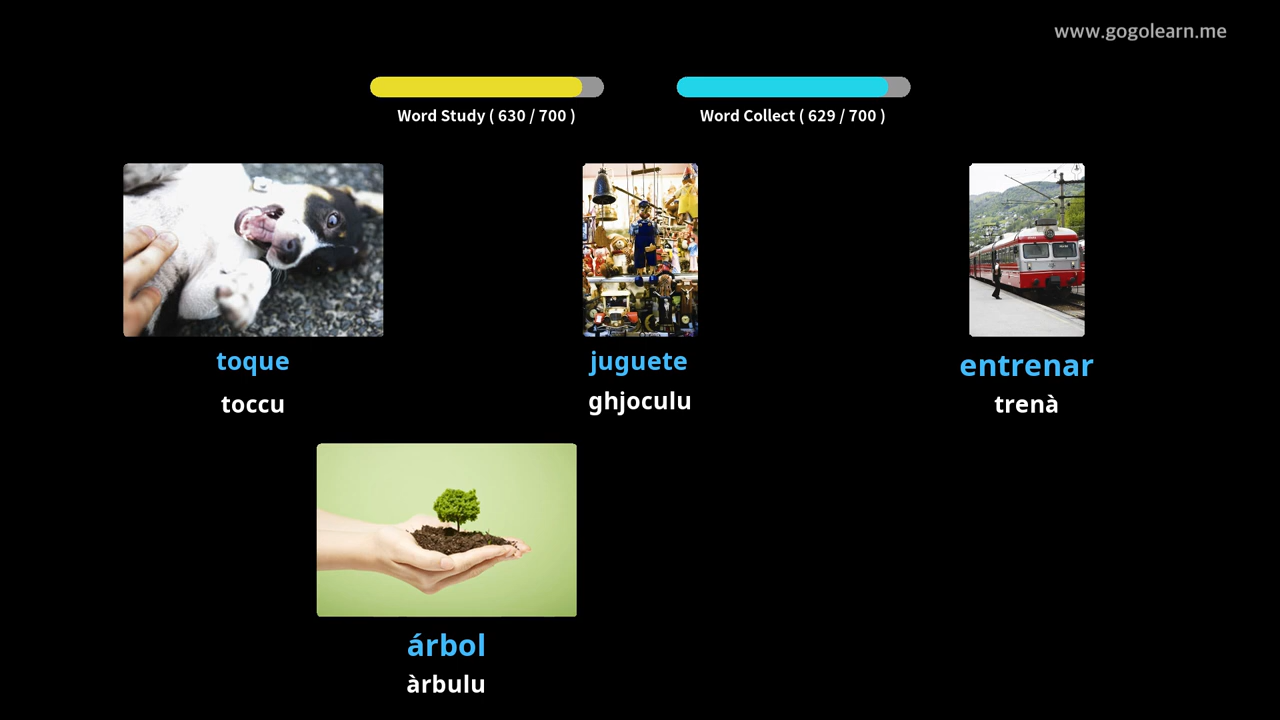 www.gogolearn.me
Word Study ( 630 / 700 )
Word Collect ( 629 / 700 )
toque
juguete
entrenar
toccu
ghjoculu
trenà
árbol
àrbulu